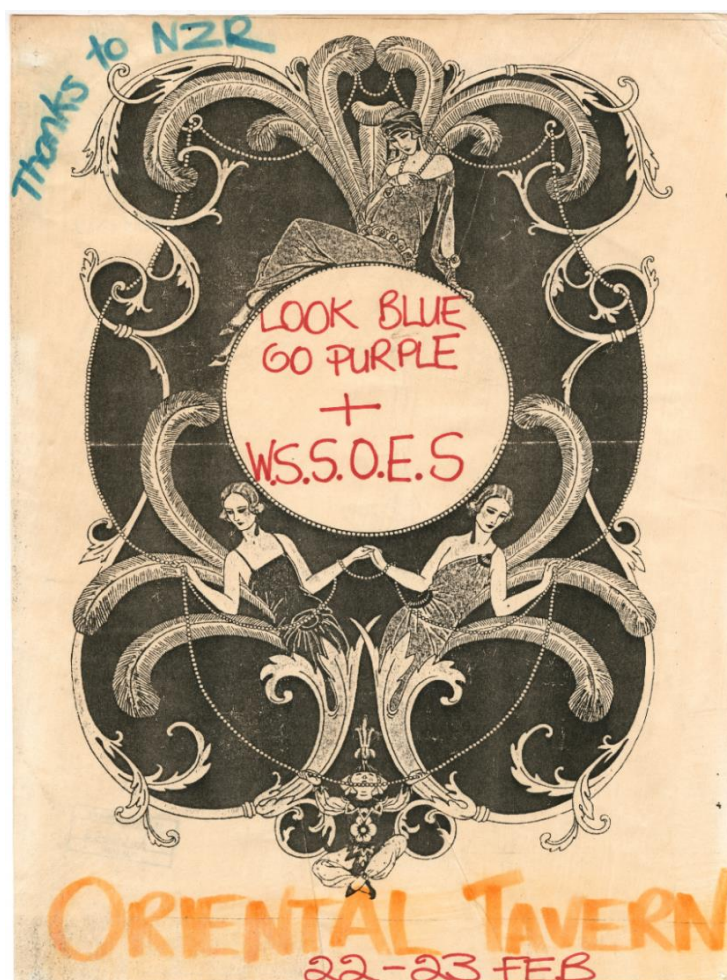 Thanks to NZR
LOOK BLUE
GO PURPLE
+
W.S.S.O.E.S
ORIENTAL TAVERN
22-23 FEB